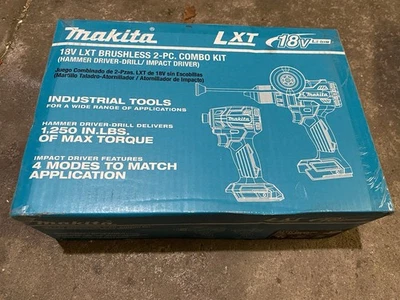 makita
LXT 18V
18V LXT BRUSHLESS 2-PC. COMBO KIT
(HAMMER DRIVER-DRILL/ IMPACT DRIVER)
Juego Combinado de 2-Pzas. LXT de 18V sin Escobillas
(Martillo Taladro-Atornillador / Atornillador de Impacto)
INDUSTRIAL TOOLS
FOR A WIDE RANGE OF APPLICATIONS
HAMMER DRIVER-DRILL DELIVERS
1,250 IN.LBS.
OF MAX TORQUE
IMPACT DRIVER FEATURES
4 MODES TO MATCH
APPLICATION